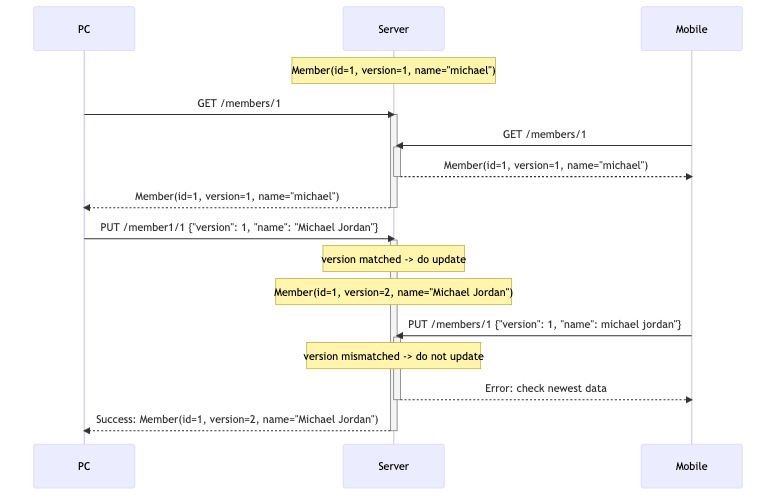 PC
Server
Mobile
Member(id=1, version=1, name="michael")
GET /members/1
GET /members/1
Member(id=1, version=1, name="michael")
Member(id=1, version=1, name="michael")
PUT /member1/1 {"version": 1, "name": "Michael Jordan"}
version matched -> do update
Member(id=1, version=2, name="Michael Jordan")
PUT /members/1 {"version": 1, "name": michael jordan"}
version mismatched -> do not update
Error: check newest data
Success: Member(id=1, version=2, name="Michael Jordan")
PC
Server
Mobile